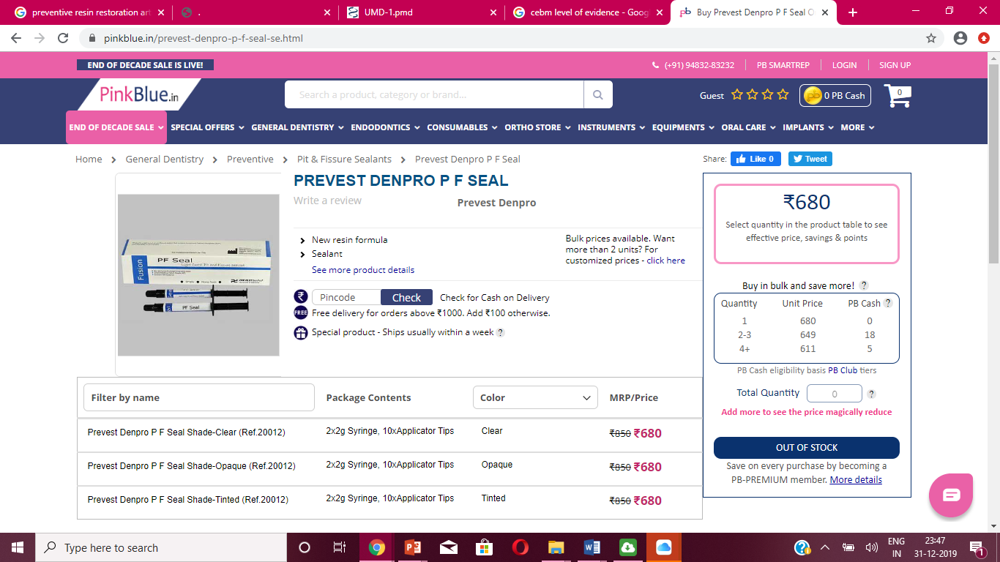 preventive resin restoration art
.
UMD-1.pmd
cebm level of evidence - Goog
Buy Prevest Denpro P F Seal O
pinkblue.in/prevest-denpro-p-f-seal-se.html
END OF DECADE SALE IS LIVE!
(+91) 94832-83232
PB SMARTREP
LOGIN
SIGN UP
PinkBlue.in
Search a product, category or brand...
Guest
0 PB Cash
0
END OF DECADE SALE
SPECIAL OFFERS
GENERAL DENTISTRY
ENDODONTICS
CONSUMABLES
ORTHO STORE
INSTRUMENTS
EQUIPMENTS
ORAL CARE
IMPLANTS
MORE
Home > General Dentistry > Preventive > Pit & Fissure Sealants > Prevest Denpro P F Seal
Share:
Like 0
Tweet
PREVEST DENPRO P F SEAL
Write a review
Prevest Denpro
New resin formula
Sealant
See more product details
Bulk prices available. Want
more than 2 units? For
customized prices - click here
PF Seal
Fusion
PF Seal
₹ Pincode Check Check for Cash on Delivery
FREE Free delivery for orders above ₹1000. Add ₹100 otherwise.
Special product - Ships usually within a week ?
₹680
Select quantity in the product table to see
effective price, savings & points
Buy in bulk and save more! ?
Quantity Unit Price PB Cash ?
1 680 0
2-3 649 18
4+ 611 5
PB Cash eligibility basis PB Club tiers
Total Quantity 0 ?
Add more to see the price magically reduce
OUT OF STOCK
Save on every purchase by becoming a
PB-PREMIUM member. More details
Filter by name Package Contents Color MRP/Price
Prevest Denpro P F Seal Shade-Clear (Ref.20012) 2x2g Syringe, 10xApplicator Tips Clear ₹850 ₹680
Prevest Denpro P F Seal Shade-Opaque (Ref.20012) 2x2g Syringe, 10xApplicator Tips Opaque ₹850 ₹680
Prevest Denpro P F Seal Shade-Tinted (Ref.20012) 2x2g Syringe, 10xApplicator Tips Tinted ₹850 ₹680
Type here to search
ENG
IN
23:47
31-12-2019
1